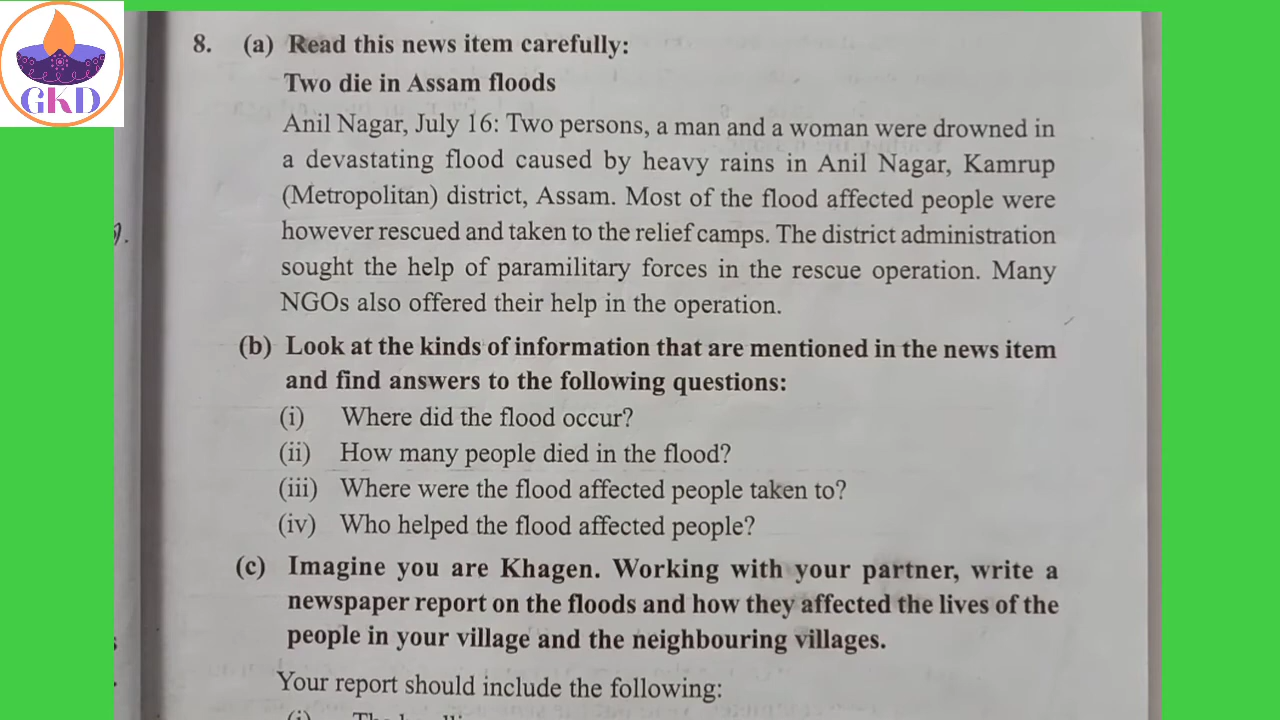 GKD
8. (a) Read this news item carefully:
Two die in Assam floods
Anil Nagar, July 16: Two persons, a man and a woman were drowned in
a devastating flood caused by heavy rains in Anil Nagar, Kamrup
(Metropolitan) district, Assam. Most of the flood affected people were
however rescued and taken to the relief camps. The district administration
sought the help of paramilitary forces in the rescue operation. Many
NGOs also offered their help in the operation.
(b) Look at the kinds of information that are mentioned in the news item
and find answers to the following questions:
(i) Where did the flood occur?
(ii) How many people died in the flood?
(iii) Where were the flood affected people taken to?
(iv) Who helped the flood affected people?
(c) Imagine you are Khagen. Working with your partner, write a
newspaper report on the floods and how they affected the lives of the
people in your village and the neighbouring villages.
Your report should include the following: